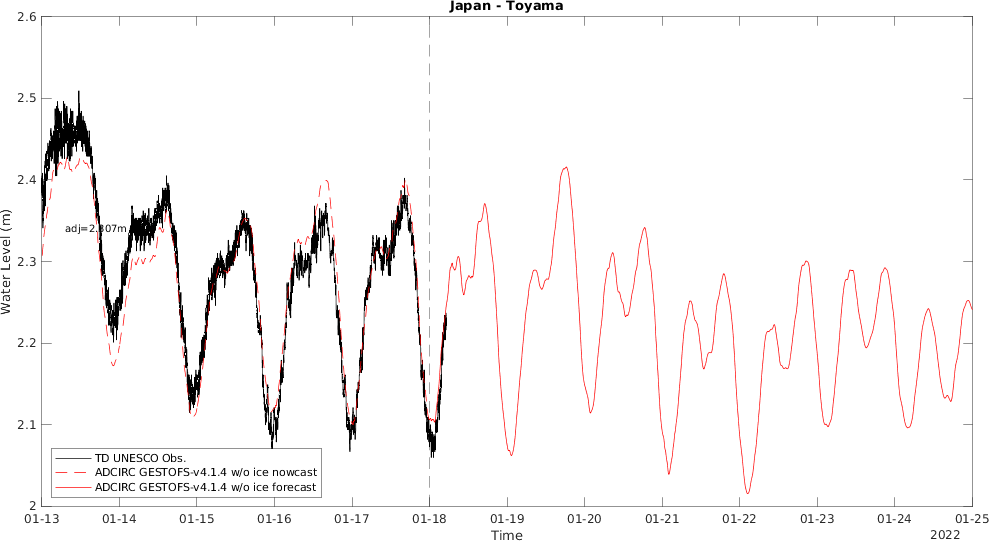 Japan - Toyama
2.6
2.5
2.4
2.3
2.2
2.1
2
Water Level (m)
adj=2.307m
TD UNESCO Obs.
ADCIRC GESTOFS-v4.1.4 w/o ice nowcast
ADCIRC GESTOFS-v4.1.4 w/o ice forecast
01-13 01-14 01-15 01-16 01-17 01-18 01-19 01-20 01-21 01-22 01-23 01-24 01-25
Time
2022